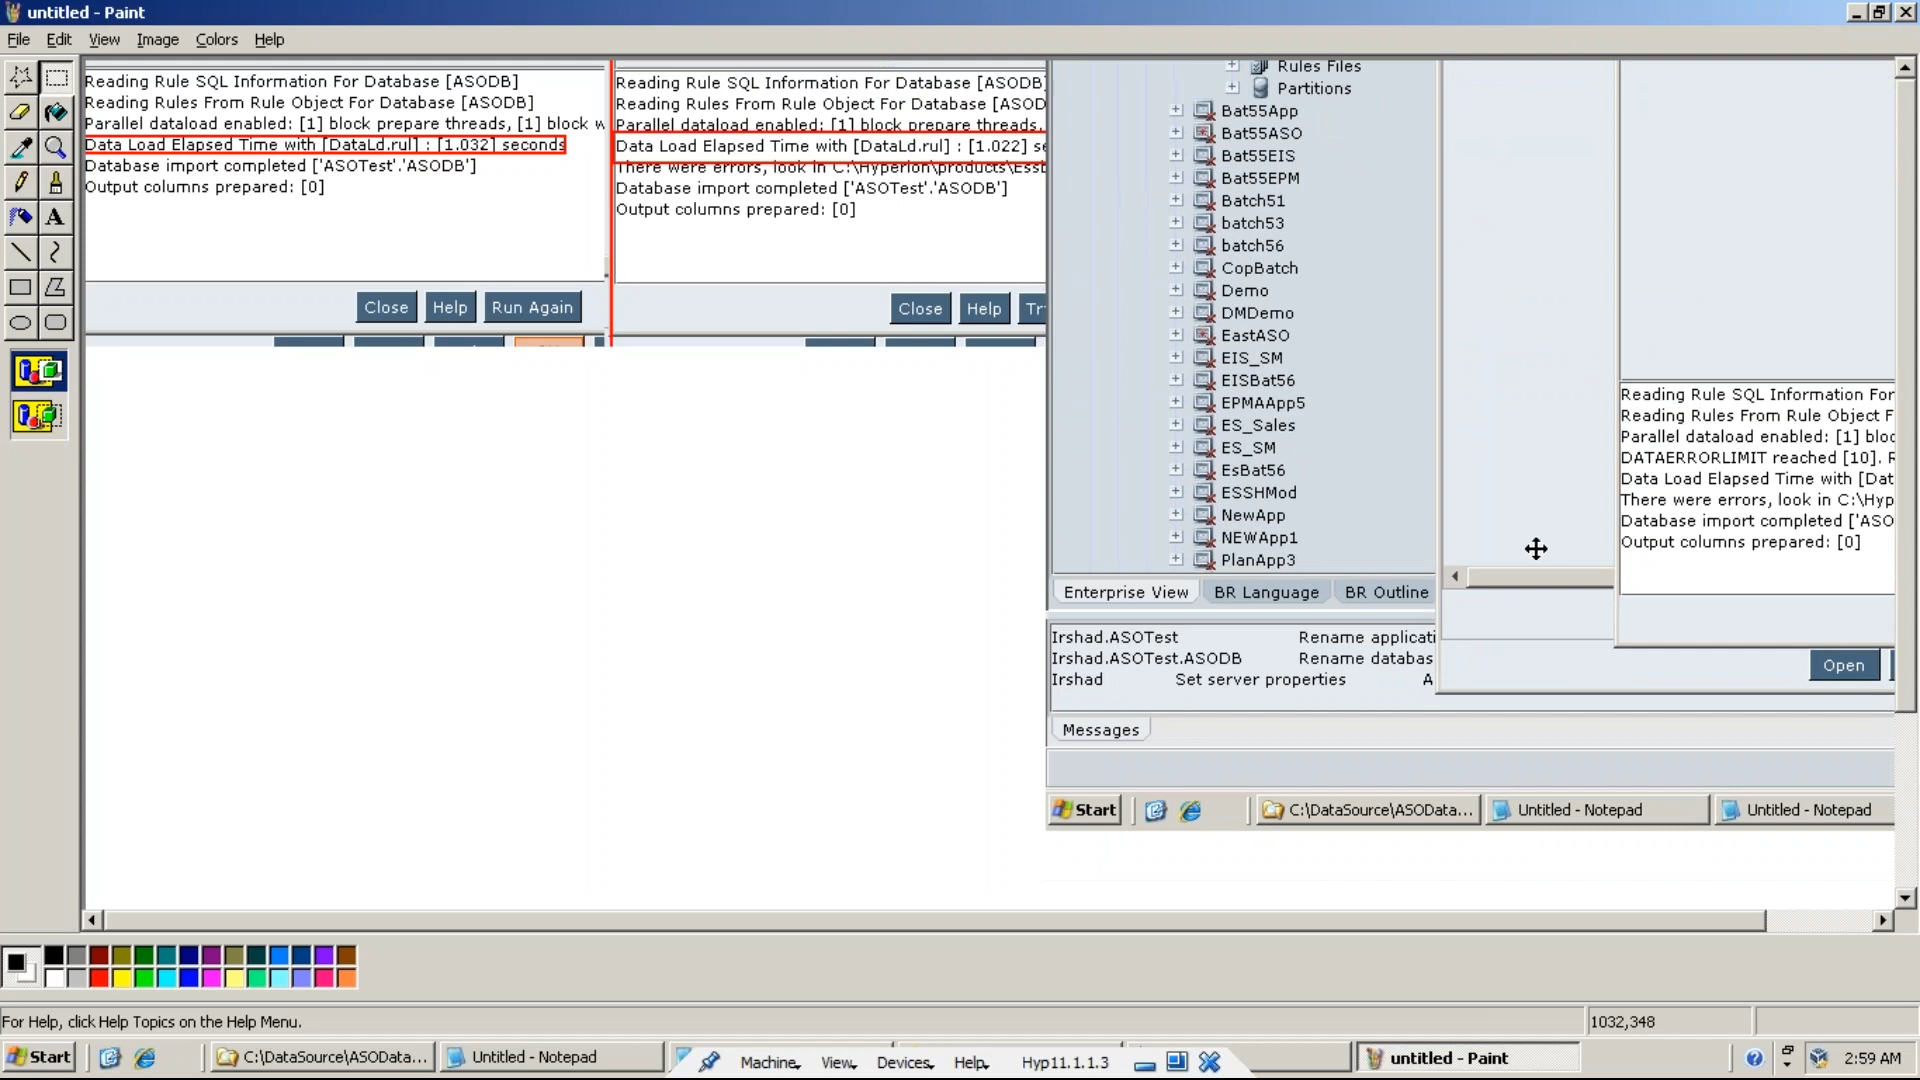 untitled - Paint
File Edit View Image Colors Help
Reading Rule SQL Information For Database [ASODB]
Reading Rules From Rule Object For Database [ASODB]
Parallel dataload enabled: [1] block prepare threads, [1] block w
Data Load Elapsed Time with [DataLd.rul] : [1.032] seconds
Database import completed ['ASOTest'.'ASODB']
Output columns prepared: [0]
Close Help Run Again
Reading Rule SQL Information For Database [ASODB]
Reading Rules From Rule Object For Database [ASOD
Parallel dataload enabled: [1] block prepare threads,
Data Load Elapsed Time with [DataLd.rul] : [1.022] se
There were errors, look in C:\Hyperion\products\Essb
Database import completed ['ASOTest'.'ASODB']
Output columns prepared: [0]
Close Help Tr
Rules Files
Partitions
Bat55App
Bat55ASO
Bat55EIS
Bat55EPM
Batch51
batch53
batch56
CopBatch
Demo
DMDemo
EastASO
EIS_SM
EISBat56
EPMAApp5
ES_Sales
ES_SM
EsBat56
ESSHMod
NewApp
NEWApp1
PlanApp3
Enterprise View BR Language BR Outline
Reading Rule SQL Information For
Reading Rules From Rule Object F
Parallel dataload enabled: [1] bloc
DATAERRORLIMIT reached [10]. R
Data Load Elapsed Time with [Dat
There were errors, look in C:\Hyp
Database import completed ['ASO
Output columns prepared: [0]
Open
Irshad.ASOTest Rename applicati
Irshad.ASOTest.ASODB Rename databas
Irshad Set server properties A
Messages
Start C:\DataSource\ASOData... Untitled - Notepad Untitled - Notepad
For Help, click Help Topics on the Help Menu.
1032,348
Start C:\DataSource\ASOData... Untitled - Notepad Machine View Devices Help Hyp11.1.1.3 untitled - Paint 2:59 AM